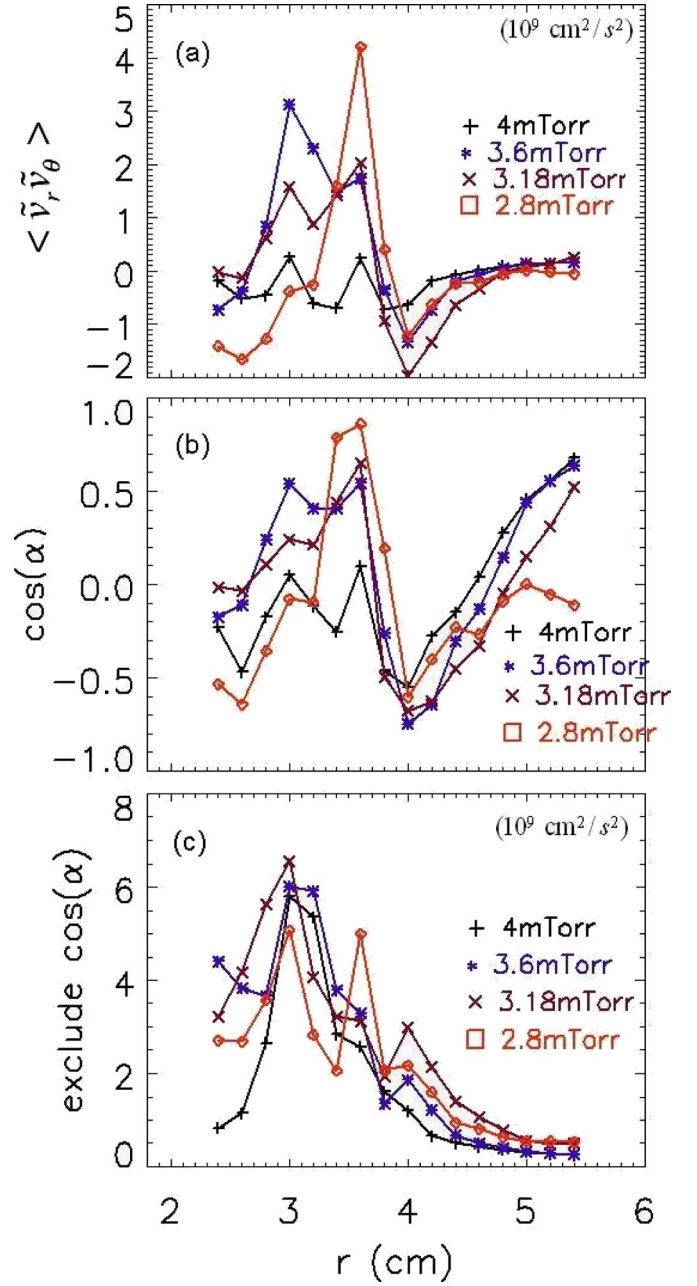 5
(10⁹ cm²/s²)
(a)
4
3
2
1
0
−1
−2
< ṽᵣ ṽ_θ >
+ 4mTorr
* 3.6mTorr
× 3.18mTorr
□ 2.8mTorr
1.0
(b)
0.5
0.0
−0.5
−1.0
cos(α)
+ 4mTorr
* 3.6mTorr
× 3.18mTorr
□ 2.8mTorr
8
(10⁹ cm²/s²)
(c)
6
4
2
0
exclude cos(α)
+ 4mTorr
* 3.6mTorr
× 3.18mTorr
□ 2.8mTorr
2 3 4 5 6
r (cm)